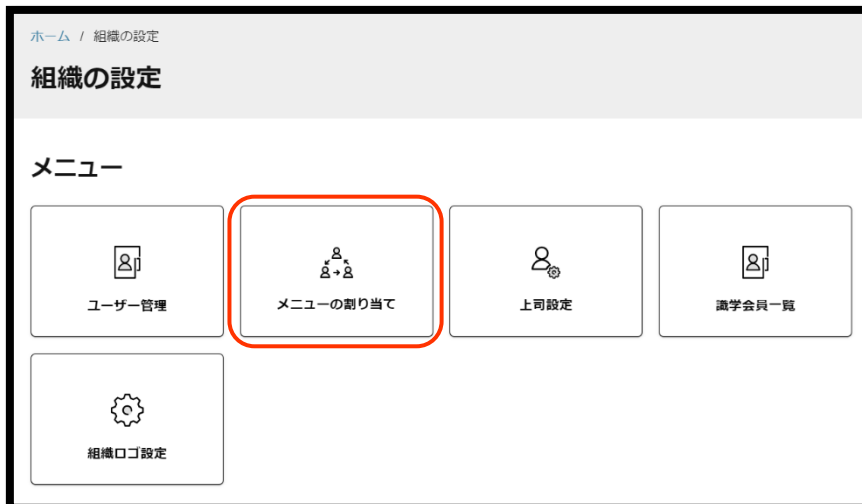 ホーム / 組織の設定
組織の設定
メニュー
ユーザー管理
メニューの割り当て
上司設定
識学会員一覧
組織ロゴ設定